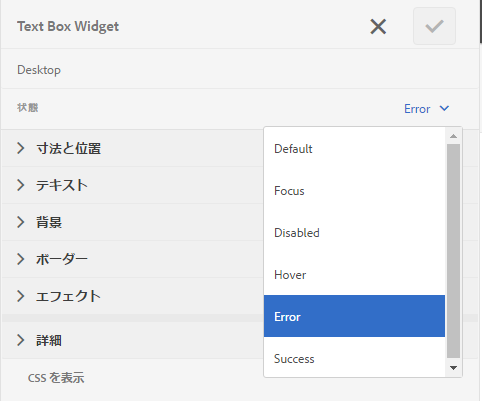 Text Box Widget
Desktop
状態
Error
Default
寸法と位置
Focus
テキスト
Disabled
背景
Hover
ボーダー
エフェクト
Error
詳細
Success
CSS を表示